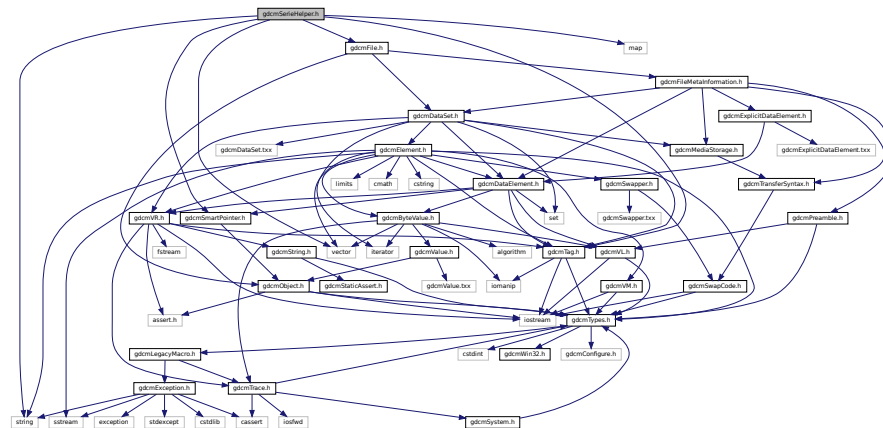 gdcmSerieHelper.h
gdcmFile.h
map
gdcmFileMetaInformation.h
gdcmDataSet.h
gdcmExplicitDataElement.h
gdcmDataSet.txx
gdcmElement.h
gdcmMediaStorage.h
gdcmExplicitDataElement.txx
limits
cmath
cstring
gdcmDataElement.h
gdcmSwapper.h
gdcmTransferSyntax.h
gdcmVR.h
gdcmSmartPointer.h
gdcmByteValue.h
set
gdcmSwapper.txx
gdcmPreamble.h
fstream
gdcmString.h
vector
iterator
gdcmValue.h
algorithm
gdcmTag.h
gdcmVL.h
gdcmObject.h
gdcmStaticAssert.h
gdcmValue.txx
iomanip
gdcmVM.h
gdcmSwapCode.h
assert.h
iostream
gdcmTypes.h
gdcmLegacyMacro.h
cstdint
gdcmWin32.h
gdcmConfigure.h
gdcmException.h
gdcmTrace.h
string
sstream
exception
stdexcept
cstdlib
cassert
iosfwd
gdcmSystem.h